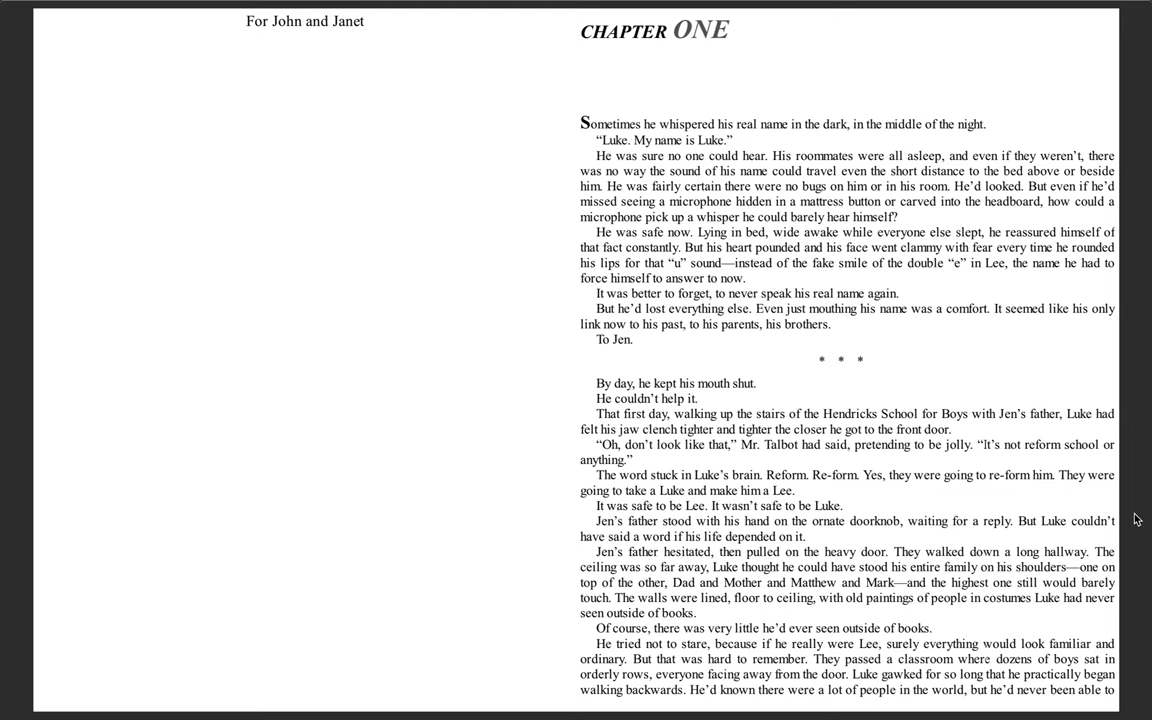 For John and Janet
CHAPTER ONE
Sometimes he whispered his real name in the dark, in the middle of the night.
“Luke. My name is Luke.”
He was sure no one could hear. His roommates were all asleep, and even if they weren’t, there
was no way the sound of his name could travel even the short distance to the bed above or beside
him. He was fairly certain there were no bugs on him or in his room. He’d looked. But even if he’d
missed seeing a microphone hidden in a mattress button or carved into the headboard, how could a
microphone pick up a whisper he could barely hear himself?
He was safe now. Lying in bed, wide awake while everyone else slept, he reassured himself of
that fact constantly. But his heart pounded and his face went clammy with fear every time he rounded
his lips for that “u” sound—instead of the fake smile of the double “e” in Lee, the name he had to
force himself to answer to now.
It was better to forget, to never speak his real name again.
But he’d lost everything else. Even just mouthing his name was a comfort. It seemed like his only
link now to his past, to his parents, his brothers.
To Jen.
* * *
By day, he kept his mouth shut.
He couldn’t help it.
That first day, walking up the stairs of the Hendricks School for Boys with Jen’s father, Luke had
felt his jaw clench tighter and tighter the closer he got to the front door.
“Oh, don’t look like that,” Mr. Talbot had said, pretending to be jolly. “It’s not reform school or
anything.”
The word stuck in Luke’s brain. Reform. Re-form. Yes, they were going to re-form him. They were
going to take a Luke and make him a Lee.
It was safe to be Lee. It wasn’t safe to be Luke.
Jen’s father stood with his hand on the ornate doorknob, waiting for a reply. But Luke couldn’t
have said a word if his life depended on it.
Jen’s father hesitated, then pulled on the heavy door. They walked down a long hallway. The
ceiling was so far away, Luke thought he could have stood his entire family on his shoulders—one on
top of the other, Dad and Mother and Matthew and Mark—and the highest one still would barely
touch. The walls were lined, floor to ceiling, with old paintings of people in costumes Luke had never
seen outside of books.
Of course, there was very little he’d ever seen outside of books.
He tried not to stare, because if he really were Lee, surely everything would look familiar and
ordinary. But that was hard to remember. They passed a classroom where dozens of boys sat in
orderly rows, everyone facing away from the door. Luke gawked for so long that he practically began
walking backwards. He’d known there were a lot of people in the world, but he’d never been able to